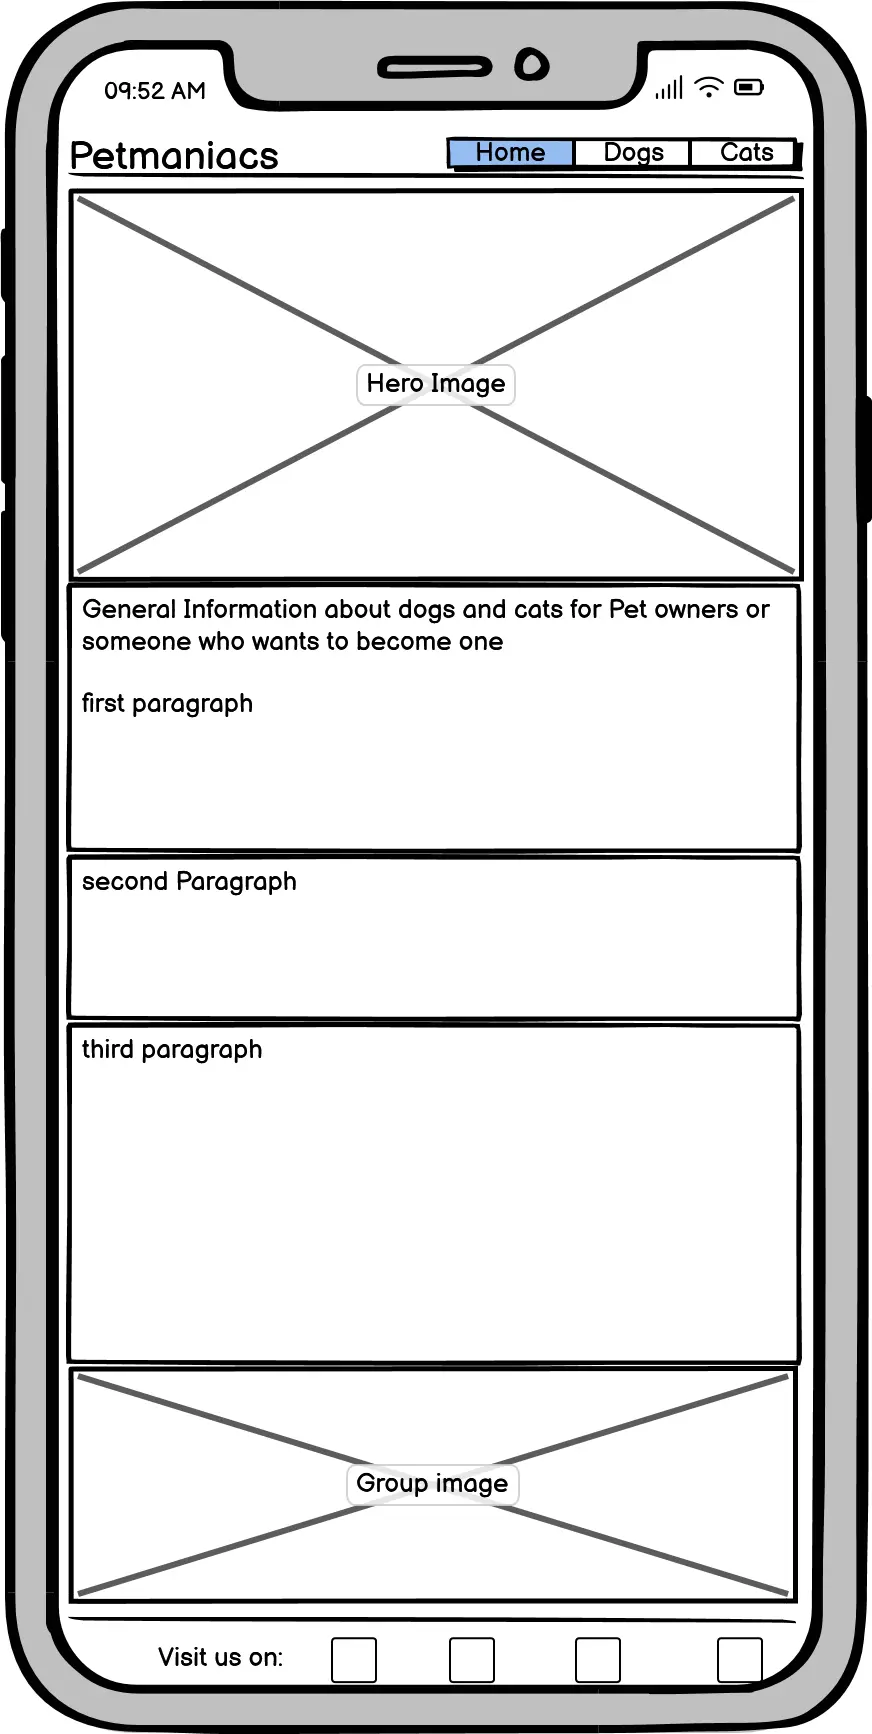 09:52 AM
Petmaniacs
Home Dogs Cats
Hero Image
General Information about dogs and cats for Pet owners or
someone who wants to become one
first paragraph
second Paragraph
third paragraph
Group image
Visit us on: